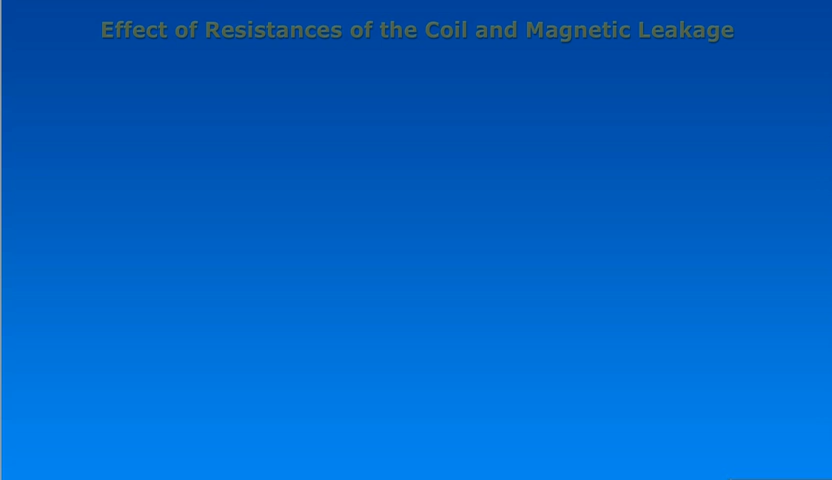 Effect of Resistances of the Coil and Magnetic Leakage